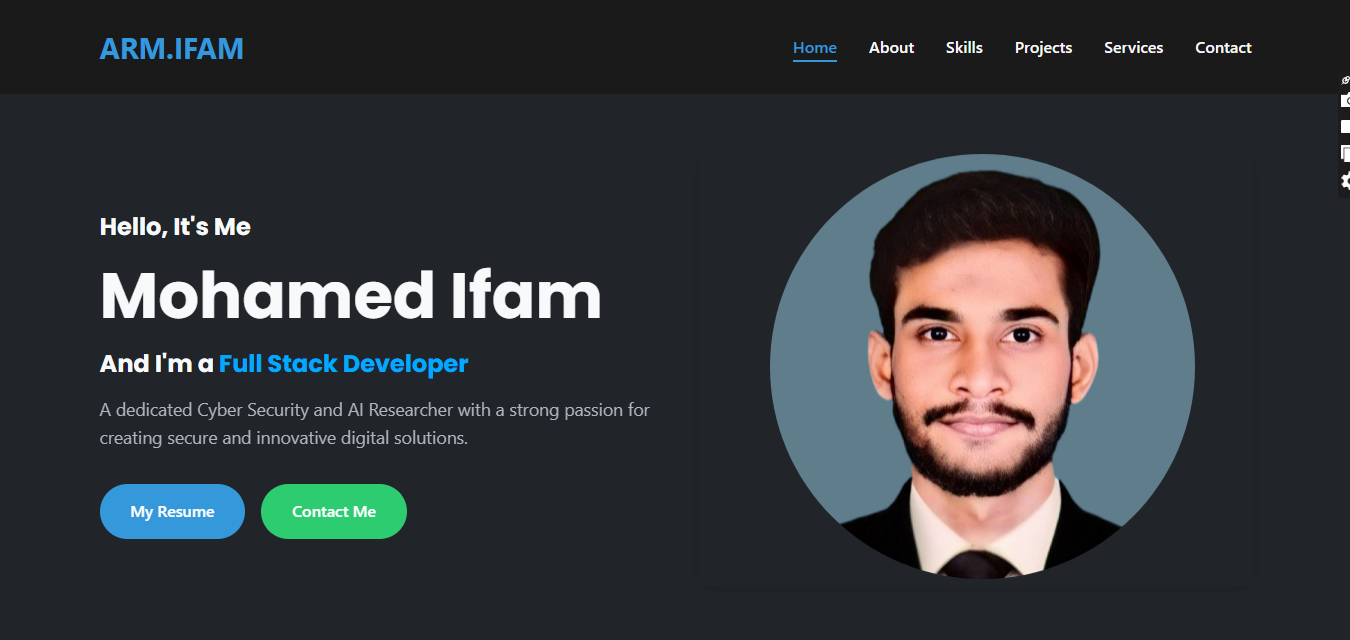 ARM.IFAM
Home About Skills Projects Services Contact
Hello, It's Me
Mohamed Ifam
And I'm a Full Stack Developer
A dedicated Cyber Security and AI Researcher with a strong passion for
creating secure and innovative digital solutions.
My Resume Contact Me